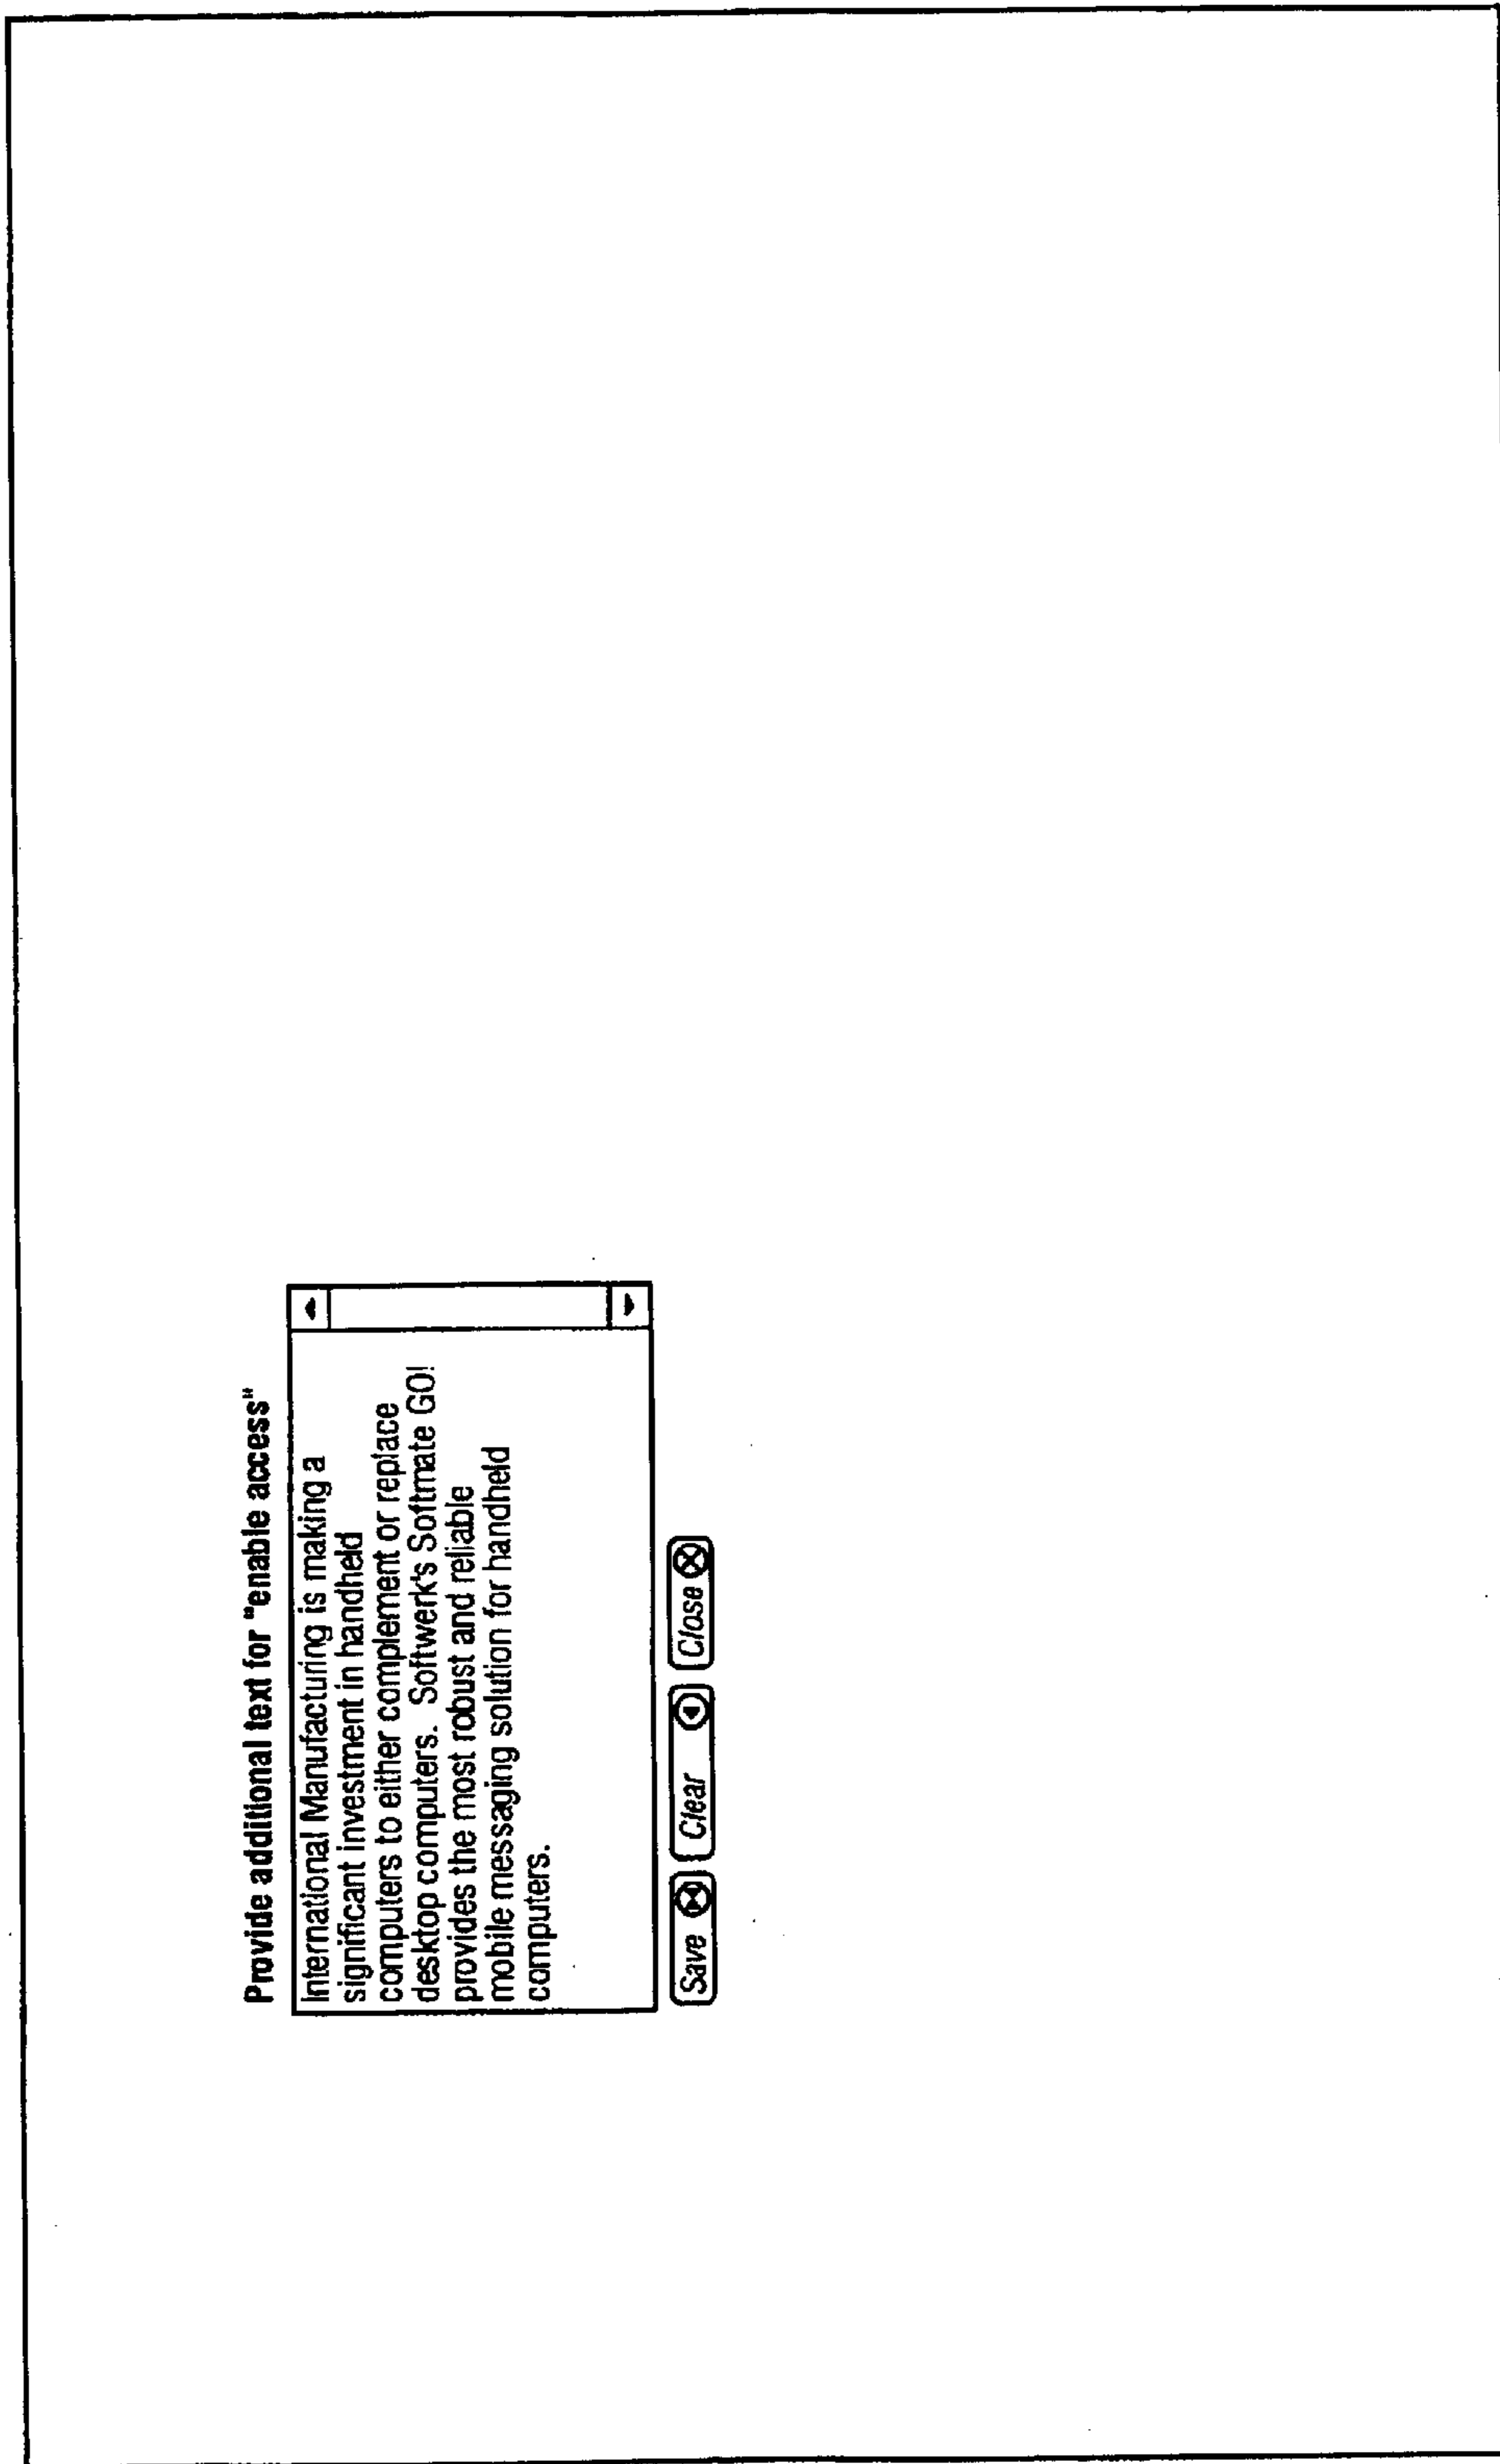 Provide additional text for "enable access"
International Manufacturing is making a
significant investment in handheld
computers to either complement or replace
desktop computers. Softwerk's Softmate GO!
provides the most robust and reliable
mobile messaging solution for handheld
computers.
Save Clear Close